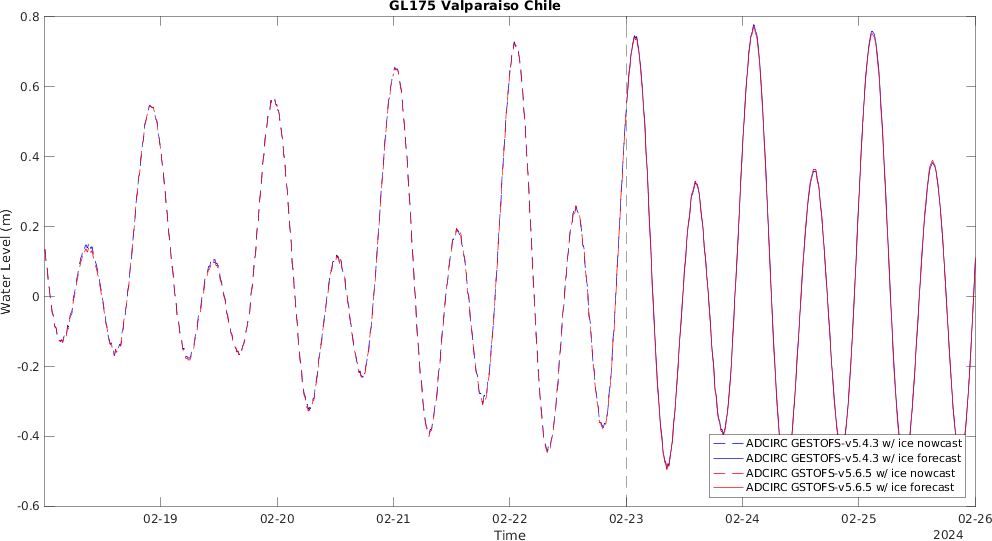 GL175 Valparaiso Chile
Water Level (m)
0.8
0.6
0.4
0.2
0
-0.2
-0.4
-0.6
ADCIRC GESTOFS-v5.4.3 w/ ice nowcast
ADCIRC GESTOFS-v5.4.3 w/ ice forecast
ADCIRC GSTOFS-v5.6.5 w/ ice nowcast
ADCIRC GSTOFS-v5.6.5 w/ ice forecast
02-19 02-20 02-21 02-22 02-23 02-24 02-25 02-26
Time 2024